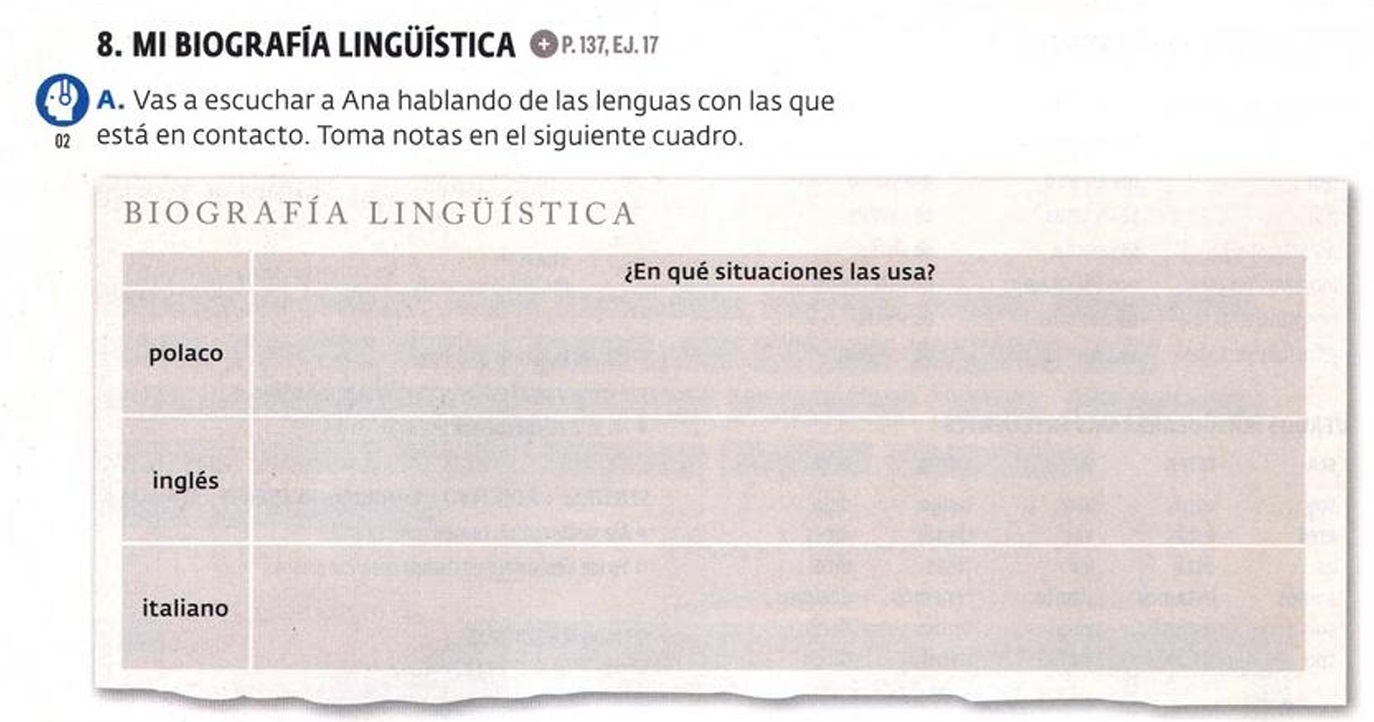 8. MI BIOGRAFÍA LINGÜÍSTICA + P. 137, EJ. 17
A. Vas a escuchar a Ana hablando de las lenguas con las que
02 está en contacto. Toma notas en el siguiente cuadro.
BIOGRAFÍA LINGÜÍSTICA
¿En qué situaciones las usa?
polaco
inglés
italiano